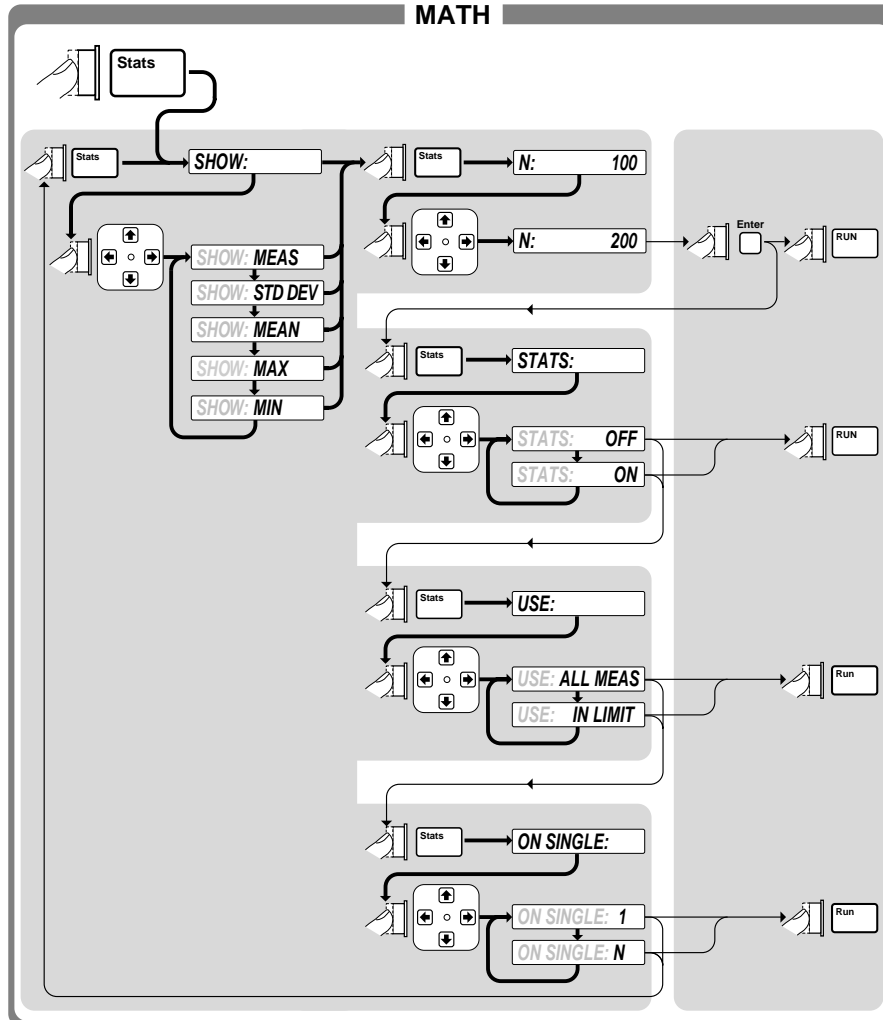 MATH
Stats
Stats
SHOW:
Stats
N: 100
N: 200
Enter
RUN
SHOW: MEAS
SHOW: STD DEV
SHOW: MEAN
SHOW: MAX
SHOW: MIN
Stats
STATS:
STATS: OFF
STATS: ON
RUN
Stats
USE:
USE: ALL MEAS
USE: IN LIMIT
Run
Stats
ON SINGLE:
ON SINGLE: 1
ON SINGLE: N
Run